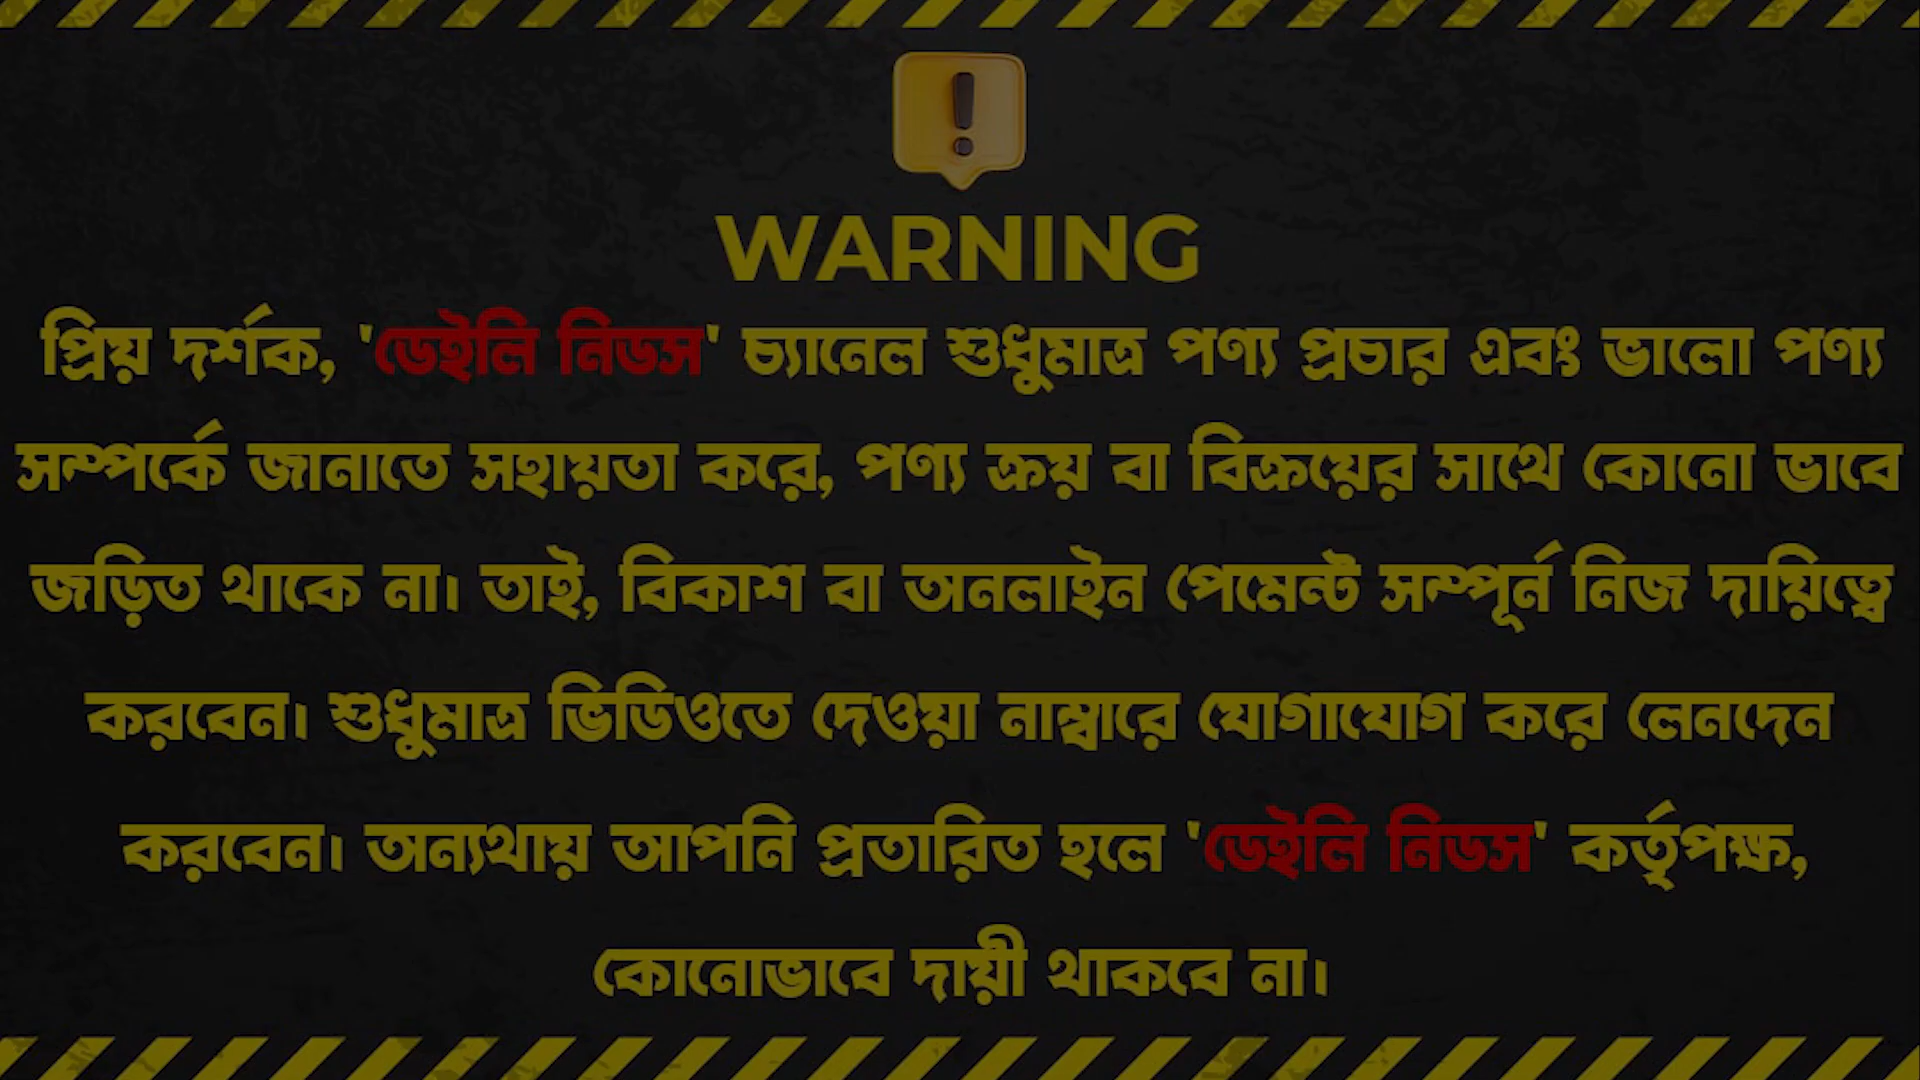 WARNING
প্রিয় দর্শক, 'ডেইলি নিডস' চ্যানেল শুধুমাত্র পণ্য প্রচার এবং ভালো পণ্য
সম্পর্কে জানাতে সহায়তা করে, পণ্য ক্রয় বা বিক্রয়ের সাথে কোনো ভাবে
জড়িত থাকে না। তাই, বিকাশ বা অনলাইন পেমেন্ট সম্পূর্ন নিজ দায়িত্বে
করবেন। শুধুমাত্র ভিডিওতে দেওয়া নাম্বারে যোগাযোগ করে লেনদেন
করবেন। অন্যথায় আপনি প্রতারিত হলে 'ডেইলি নিডস' কর্তৃপক্ষ,
কোনোভাবে দায়ী থাকবে না।